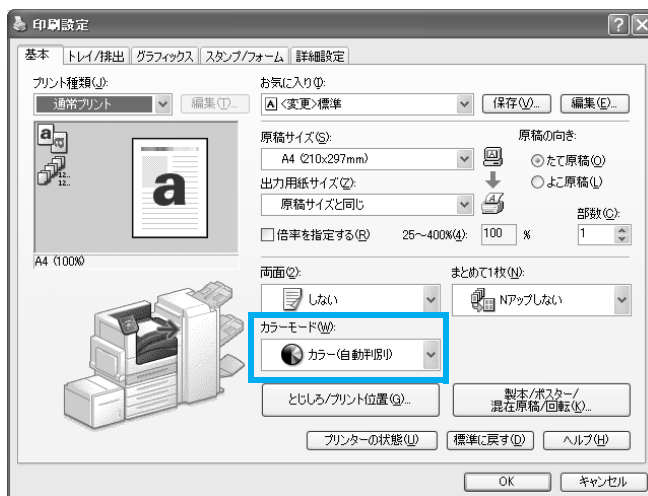 印刷設定
基本 トレイ/排出 グラフィックス スタンプ/フォーム 詳細設定
プリント種類(J):
通常プリント 編集(T)...
お気に入り(I):
<変更>標準 保存(V)... 編集(E)...
原稿サイズ(S):
A4 (210x297mm)
出力用紙サイズ(Z):
原稿サイズと同じ
原稿の向き:
たて原稿(O)
よこ原稿(L)
倍率を指定する(R) 25～400%(4): 100 %
部数(C):
1
A4 (100%)
両面(2):
しない
まとめて1枚(N):
Nアップしない
カラーモード(W):
カラー(自動判別)
とじしろ/プリント位置(G)...
製本/ポスター/
混在原稿/回転(K)...
プリンターの状態(U) 標準に戻す(D) ヘルプ(H)
OK キャンセル